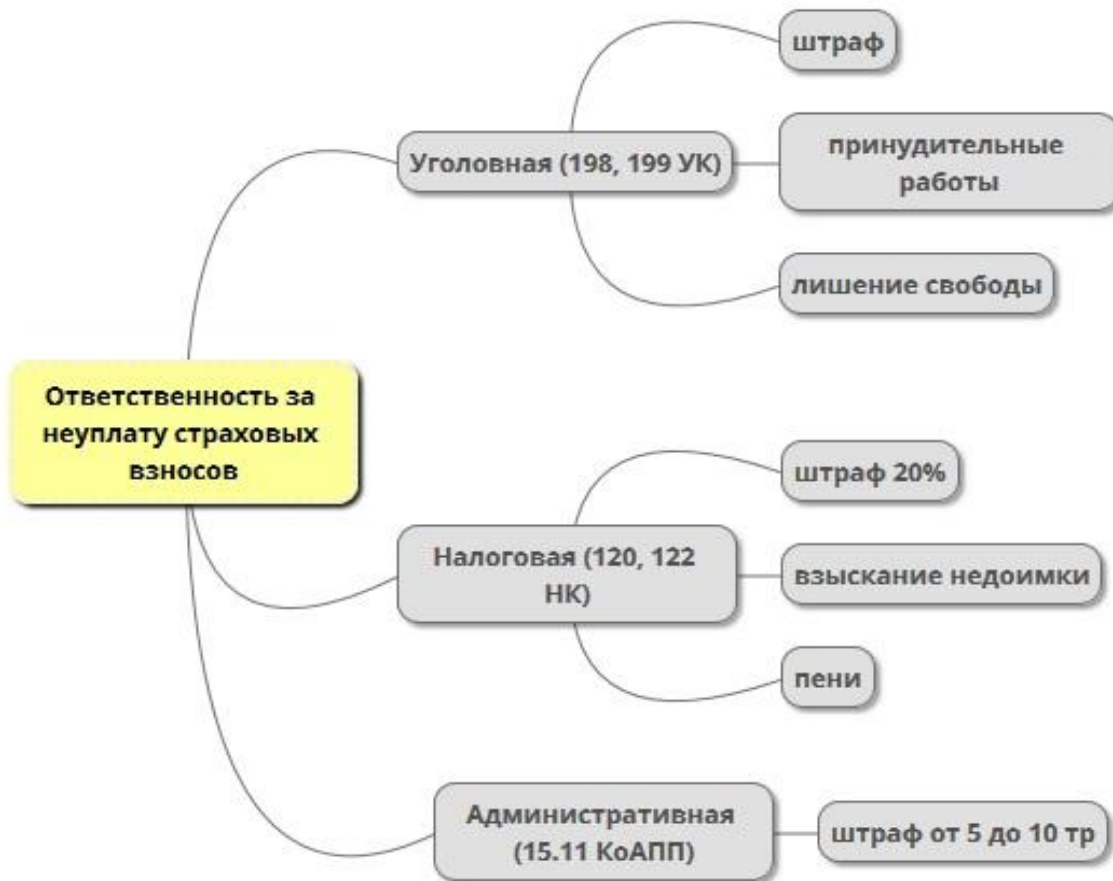 Ответственность за
неуплату страховых
взносов
Уголовная (198, 199 УК)
штраф
принудительные
работы
лишение свободы
Налоговая (120, 122
НК)
штраф 20%
взыскание недоимки
пени
Административная
(15.11 КоАПП)
штраф от 5 до 10 тр